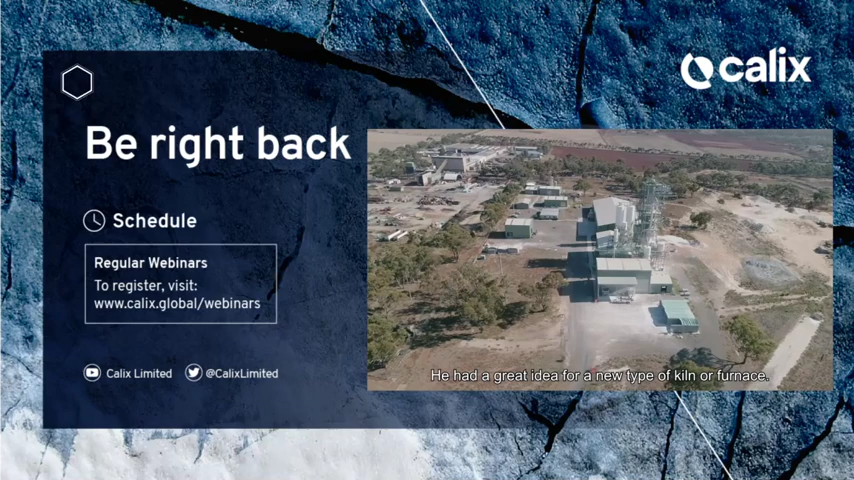 calix
Be right back
Schedule
Regular Webinars
To register, visit:
www.calix.global/webinars
Calix Limited
@CalixLimited
He had a great idea for a new type of kiln or furnace.